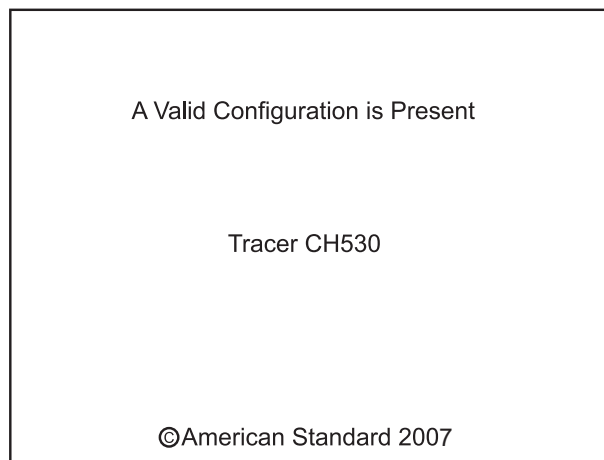 A Valid Configuration is Present
Tracer CH530
©American Standard 2007